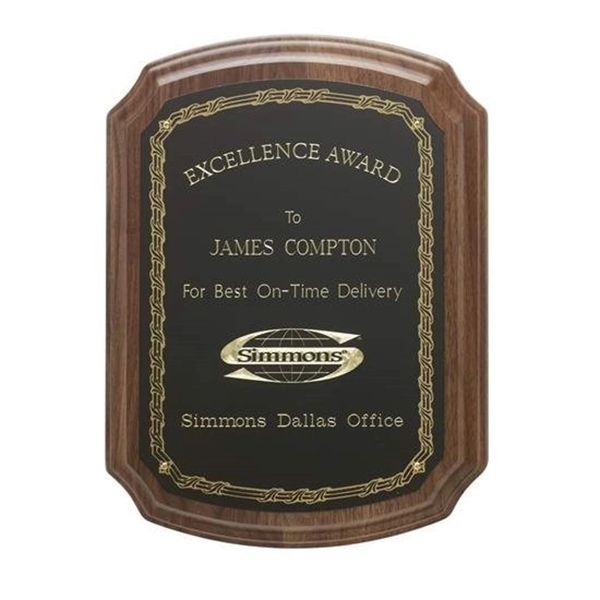 EXCELLENCE AWARD
To
JAMES COMPTON
For Best On-Time Delivery
Simmons
Simmons Dallas Office